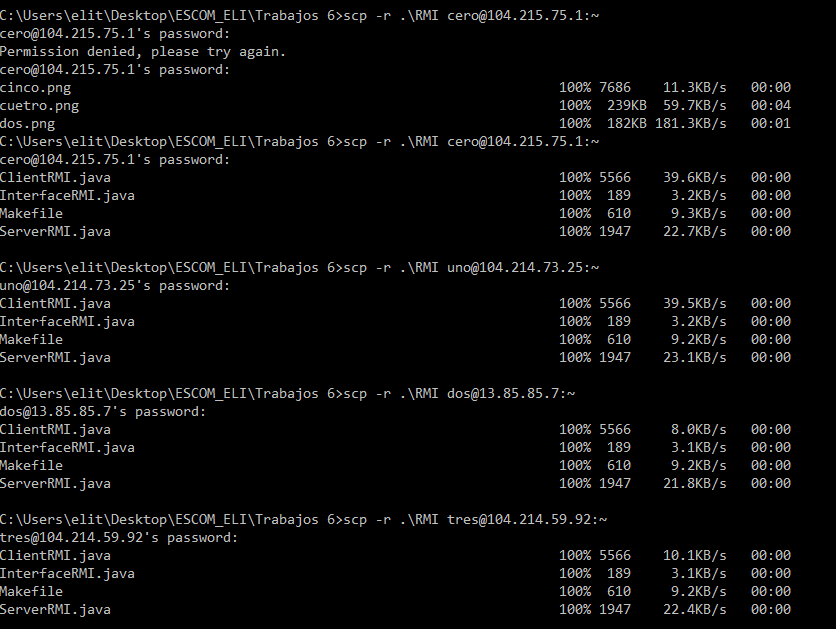 C:\Users\elit\Desktop\ESCOM_ELI\Trabajos 6>scp -r .\RMI cero@104.215.75.1:~
cero@104.215.75.1's password:
Permission denied, please try again.
cero@104.215.75.1's password:
cinco.png 100% 7686 11.3KB/s 00:00
cuetro.png 100% 239KB 59.7KB/s 00:04
dos.png 100% 182KB 181.3KB/s 00:01
C:\Users\elit\Desktop\ESCOM_ELI\Trabajos 6>scp -r .\RMI cero@104.215.75.1:~
cero@104.215.75.1's password:
ClientRMI.java 100% 5566 39.6KB/s 00:00
InterfaceRMI.java 100% 189 3.2KB/s 00:00
Makefile 100% 610 9.3KB/s 00:00
ServerRMI.java 100% 1947 22.7KB/s 00:00
C:\Users\elit\Desktop\ESCOM_ELI\Trabajos 6>scp -r .\RMI uno@104.214.73.25:~
uno@104.214.73.25's password:
ClientRMI.java 100% 5566 39.5KB/s 00:00
InterfaceRMI.java 100% 189 3.2KB/s 00:00
Makefile 100% 610 9.2KB/s 00:00
ServerRMI.java 100% 1947 23.1KB/s 00:00
C:\Users\elit\Desktop\ESCOM_ELI\Trabajos 6>scp -r .\RMI dos@13.85.85.7:~
dos@13.85.85.7's password:
ClientRMI.java 100% 5566 8.0KB/s 00:00
InterfaceRMI.java 100% 189 3.1KB/s 00:00
Makefile 100% 610 9.2KB/s 00:00
ServerRMI.java 100% 1947 21.8KB/s 00:00
C:\Users\elit\Desktop\ESCOM_ELI\Trabajos 6>scp -r .\RMI tres@104.214.59.92:~
tres@104.214.59.92's password:
ClientRMI.java 100% 5566 10.1KB/s 00:00
InterfaceRMI.java 100% 189 3.1KB/s 00:00
Makefile 100% 610 9.2KB/s 00:00
ServerRMI.java 100% 1947 22.4KB/s 00:00